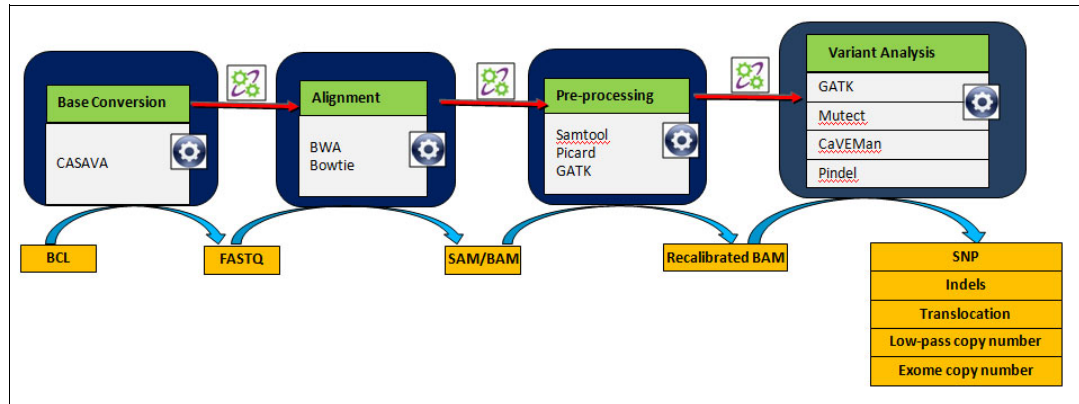 Base Conversion
CASAVA
Alignment
BWA
Bowtie
Pre-processing
Samtool
Picard
GATK
Variant Analysis
GATK
Mutect
CaVEMan
Pindel
BCL
FASTQ
SAM/BAM
Recalibrated BAM
SNP
Indels
Translocation
Low-pass copy number
Exome copy number